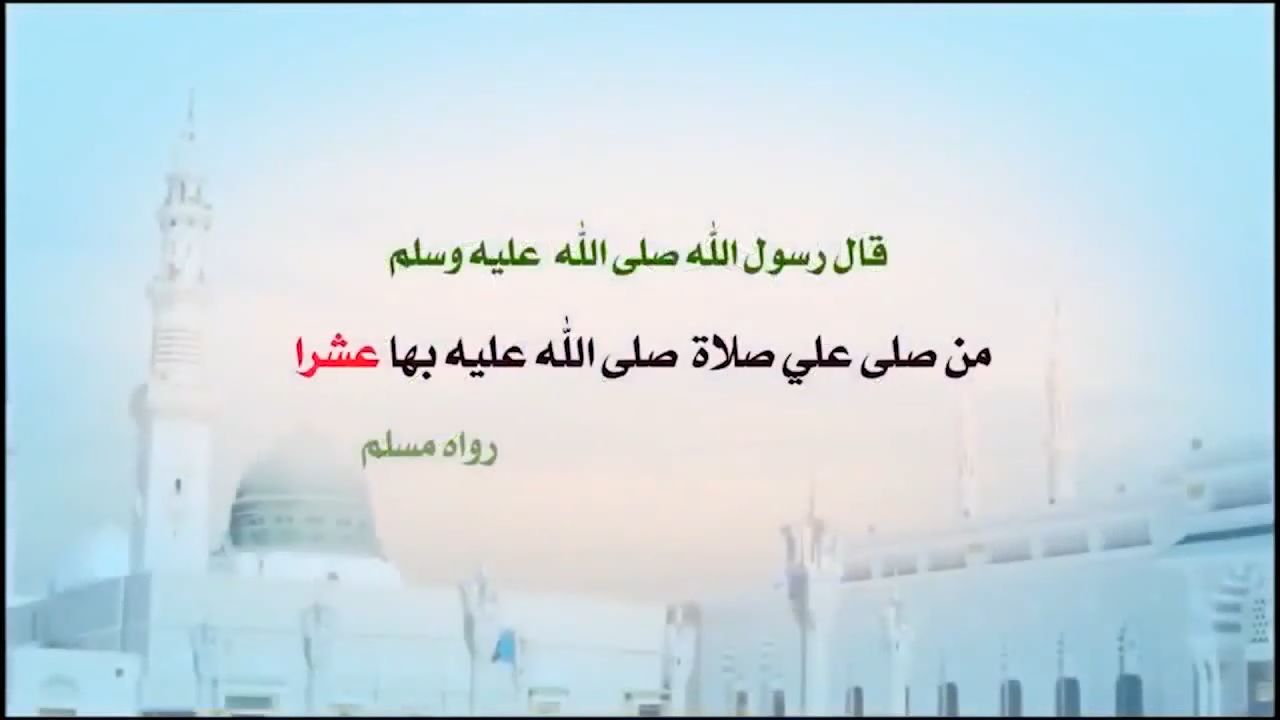 قال رسول الله صلى الله عليه وسلم
من صلى علي صلاة صلى الله عليه بها عشرا
رواه مسلم